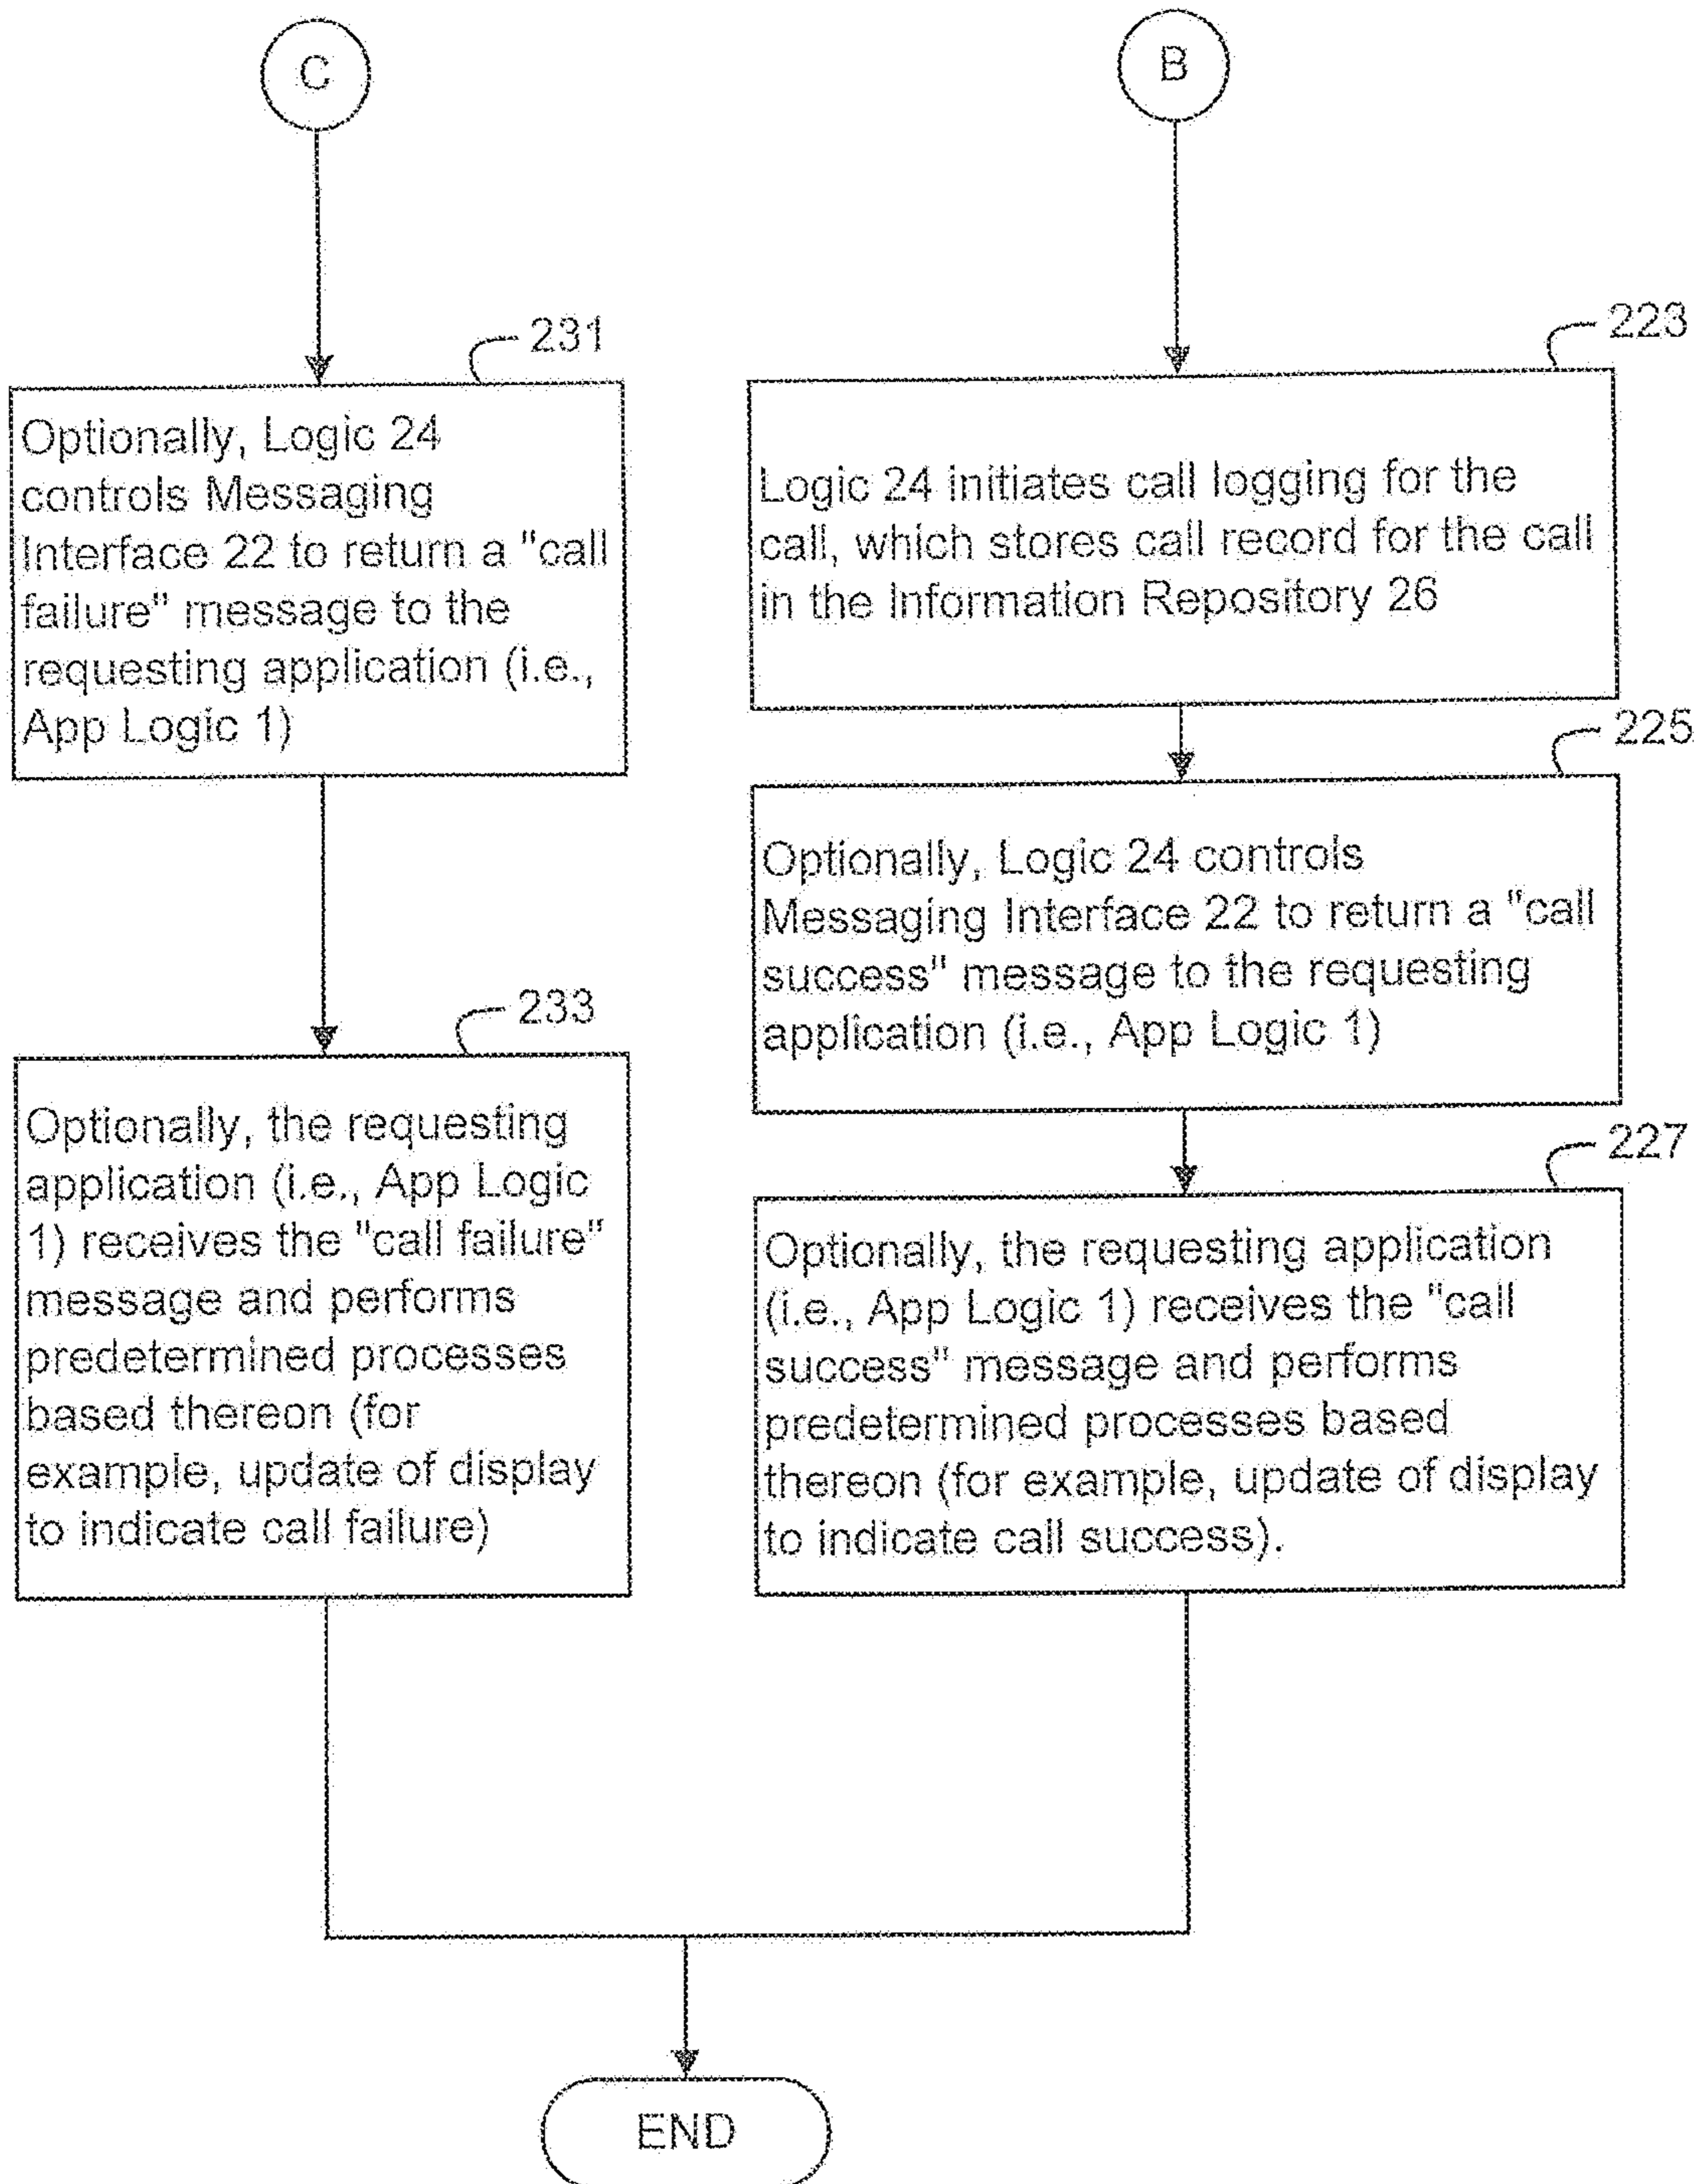 C
231
Optionally, Logic 24
controls Messaging
Interface 22 to return a "call
failure" message to the
requesting application (i.e.,
App Logic 1)
233
Optionally, the requesting
application (i.e., App Logic
1) receives the "call failure"
message and performs
predetermined processes
based thereon (for
example, update of display
to indicate call failure)
B
223
Logic 24 initiates call logging for the
call, which stores call record for the call
in the Information Repository 26
225
Optionally, Logic 24 controls
Messaging Interface 22 to return a "call
success" message to the requesting
application (i.e., App Logic 1)
227
Optionally, the requesting application
(i.e., App Logic 1) receives the "call
success" message and performs
predetermined processes based
thereon (for example, update of display
to indicate call success).
END